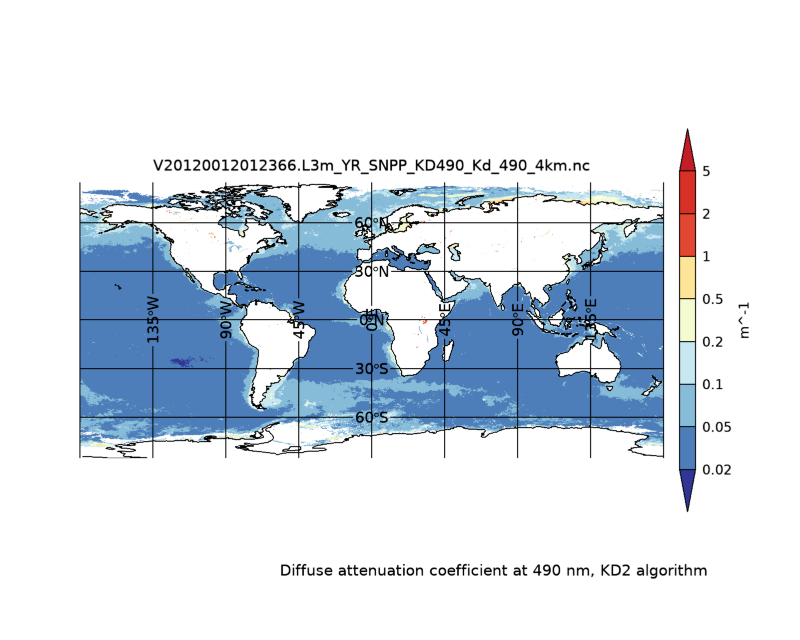 V20120012012366.L3m_YR_SNPP_KD490_Kd_490_4km.nc
5
2
1
0.5
0.2
0.1
0.05
0.02
m^-1
60°N
30°N
0°N
30°S
60°S
135°W
90°W
45°W
0°E
45°E
90°E
135°E
Diffuse attenuation coefficient at 490 nm, KD2 algorithm